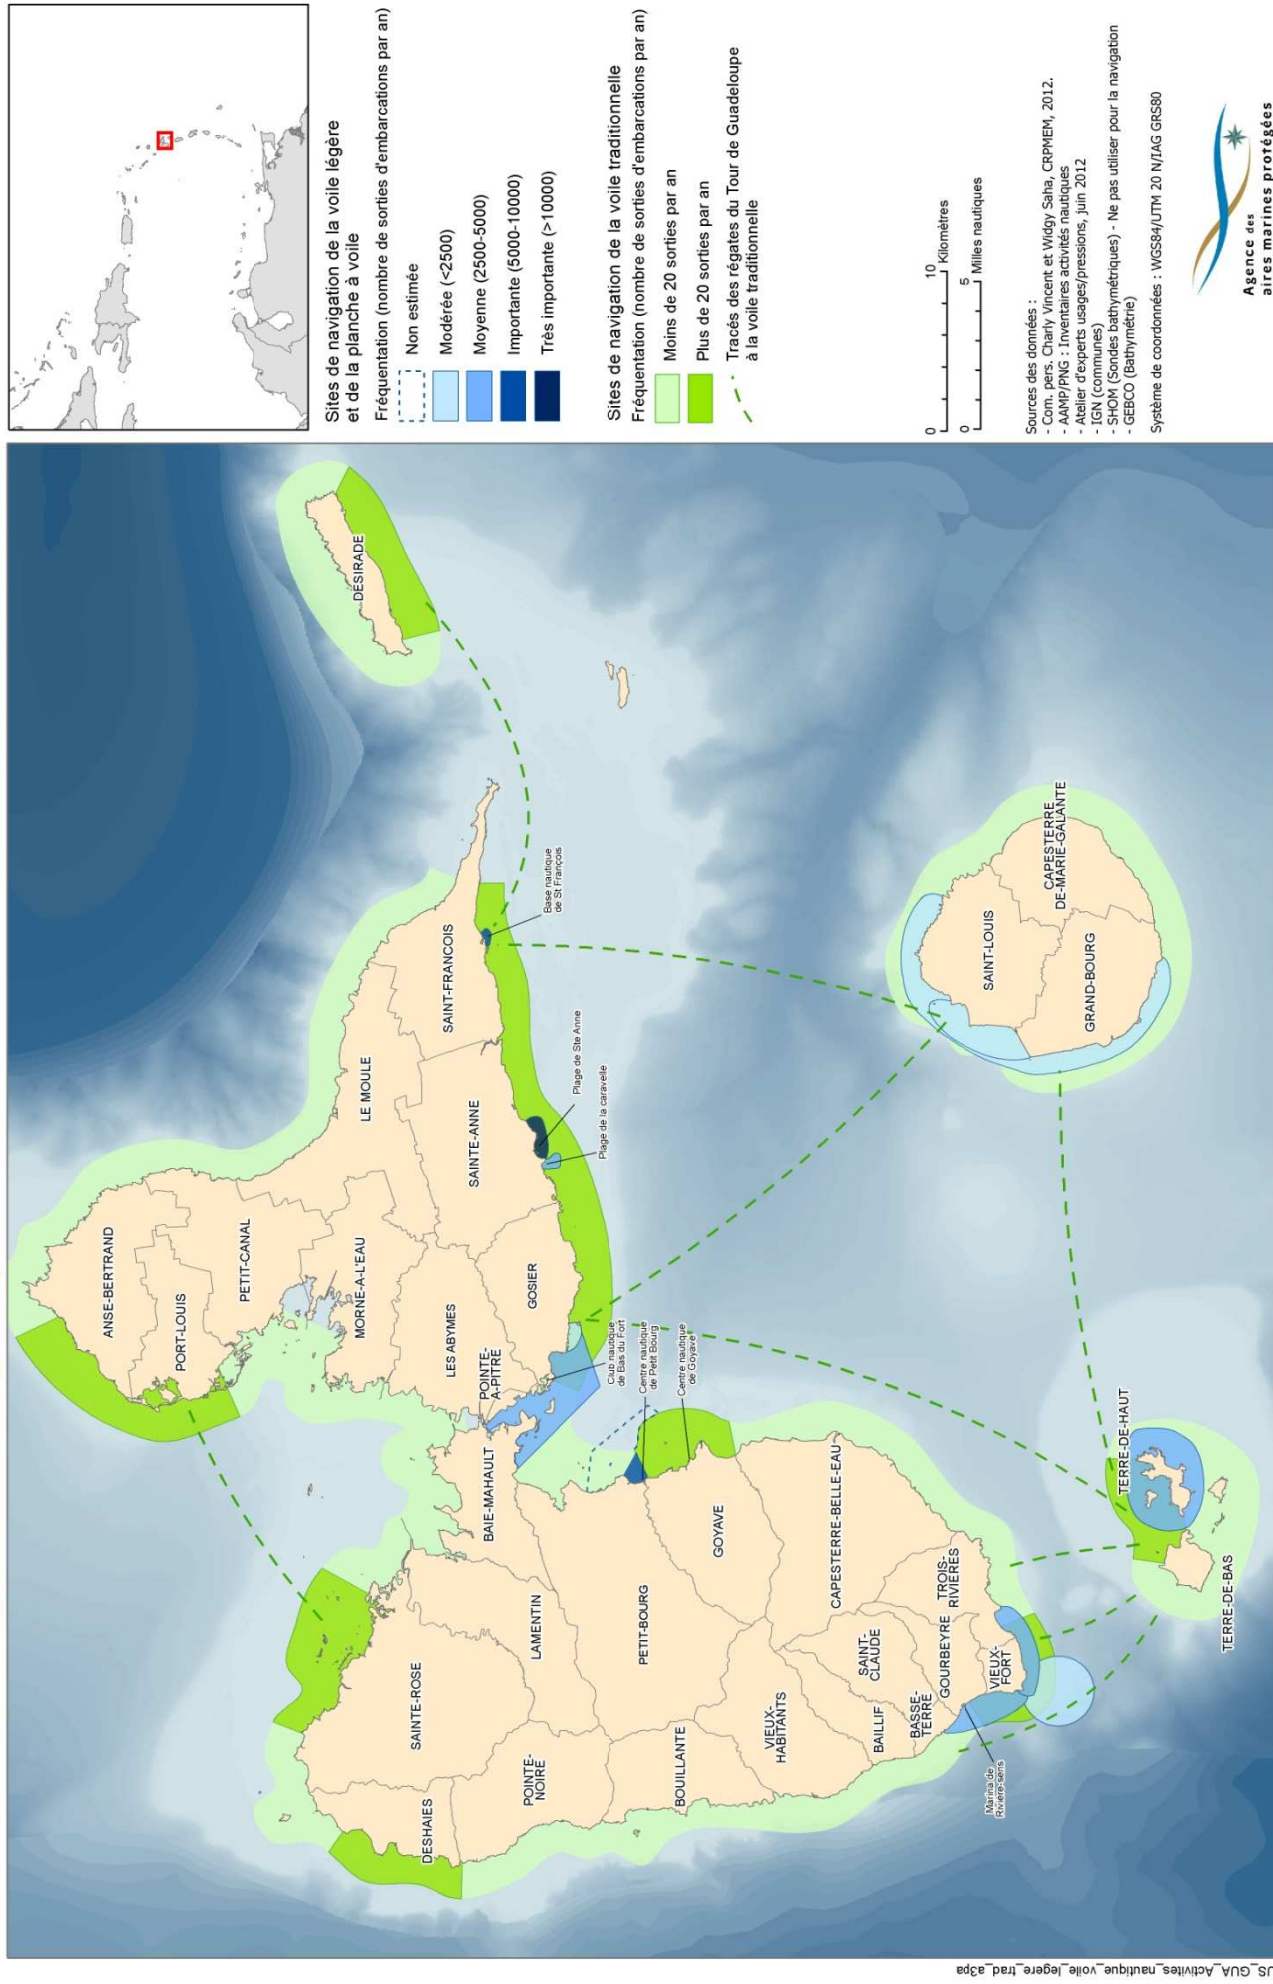 Sites de navigation de la voile légère
et de la planche à voile
Fréquentation (nombre de sorties d'embarcations par an)
Non estimée
Modérée (<2500)
Moyenne (2500-5000)
Importante (5000-10000)
Très importante (>10000)
Sites de navigation de la voile traditionnelle
Fréquentation (nombre de sorties d'embarcations par an)
Moins de 20 sorties par an
Plus de 20 sorties par an
Tracés des régates du Tour de Guadeloupe
à la voile traditionnelle
0 10
Kilomètres
0 5
Milles nautiques
Sources des données :
- Com. pers. Charly Vincent et Widgy Saha, CRPMEM, 2012.
- AAMP/PNG : Inventaires activités nautiques
- Atelier d'experts usages/pressions, juin 2012
- IGN (communes)
- SHOM (Sondes bathymétriques) - Ne pas utiliser pour la navigation
- GEBCO (Bathymétrie)
Système de coordonnées : WGS84/UTM 20 N/IAG GRS80
Agence des
aires marines protégées
ANSE-BERTRAND
PORT-LOUIS
PETIT-CANAL
MORNE-A-L'EAU
LE MOULE
LES ABYMES
POINTE-
A-PITRE
GOSIER
SAINTE-ANNE
SAINT-FRANCOIS
DESIRADE
Base nautique
de St François
Plage de Ste Anne
Plage de la caravelle
Club nautique
de Bas du Fort
Centre nautique
de Petit Bourg
Centre nautique
de Goyave
DESHAIES
SAINTE-ROSE
LAMENTIN
BAIE-MAHAULT
POINTE-
NOIRE
PETIT-BOURG
GOYAVE
BOUILLANTE
VIEUX-
HABITANTS
CAPESTERRE-BELLE-EAU
SAINT-
CLAUDE
BAILLIF
BASSE-
TERRE
GOURBEYRE
TROIS-
RIVIERES
VIEUX-
FORT
Marina de
Rivière-sens
TERRE-DE-HAUT
TERRE-DE-BAS
SAINT-LOUIS
CAPESTERRE
DE-MARIE-GALANTE
GRAND-BOURG
US_GUA_Activites_nautique_voile_legere_trad_a3pa